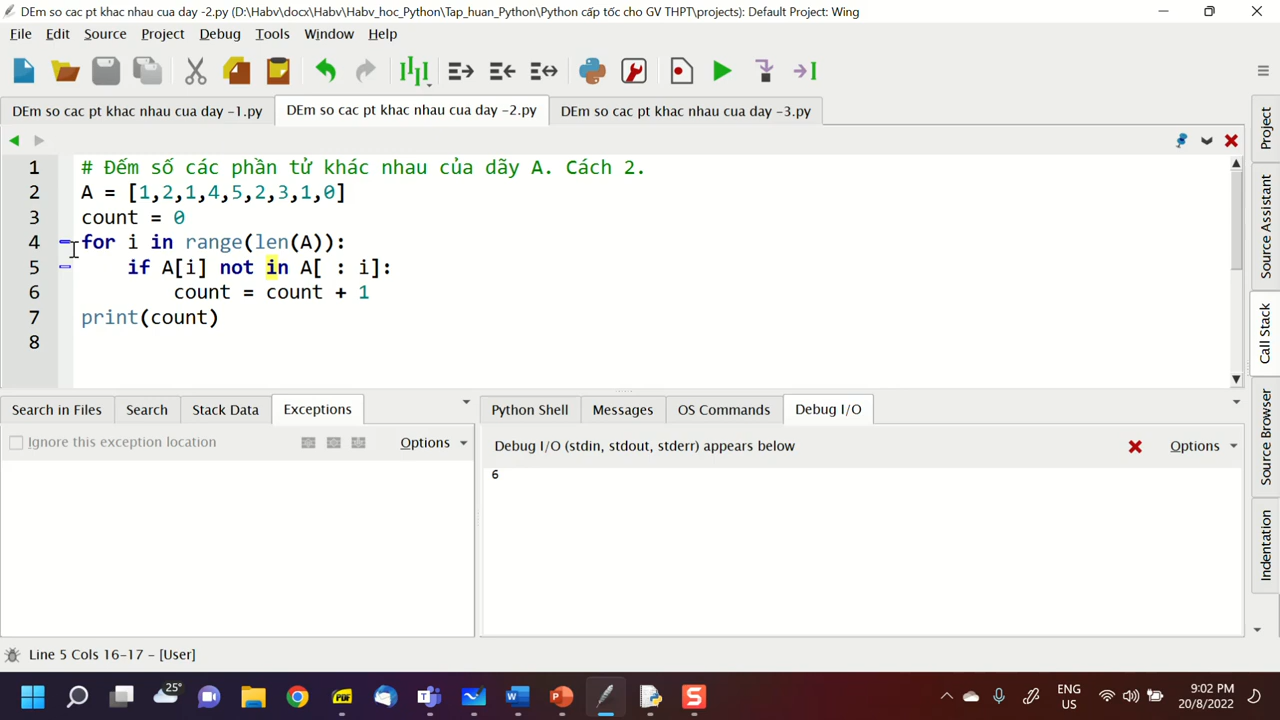 DEm so cac pt khac nhau cua day -2.py (D:\Habv\docx\Habv\Habv_hoc_Python\Tap_huan_Python\Python cấp tốc cho GV THPT\projects): Default Project: Wing
File Edit Source Project Debug Tools Window Help
DEm so cac pt khac nhau cua day -1.py DEm so cac pt khac nhau cua day -2.py DEm so cac pt khac nhau cua day -3.py
1 # Đếm số các phần tử khác nhau của dãy A. Cách 2.
2 A = [1,2,1,4,5,2,3,1,0]
3 count = 0
4 for i in range(len(A)):
5 if A[i] not in A[ : i]:
6 count = count + 1
7 print(count)
8
Project
Source Assistant
Call Stack
Source Browser
Indentation
Search in Files Search Stack Data Exceptions
Ignore this exception location Options
Python Shell Messages OS Commands Debug I/O
Debug I/O (stdin, stdout, stderr) appears below Options
6
Line 5 Cols 16-17 - [User]
25°
PDF
ENG
US
9:02 PM
20/8/2022